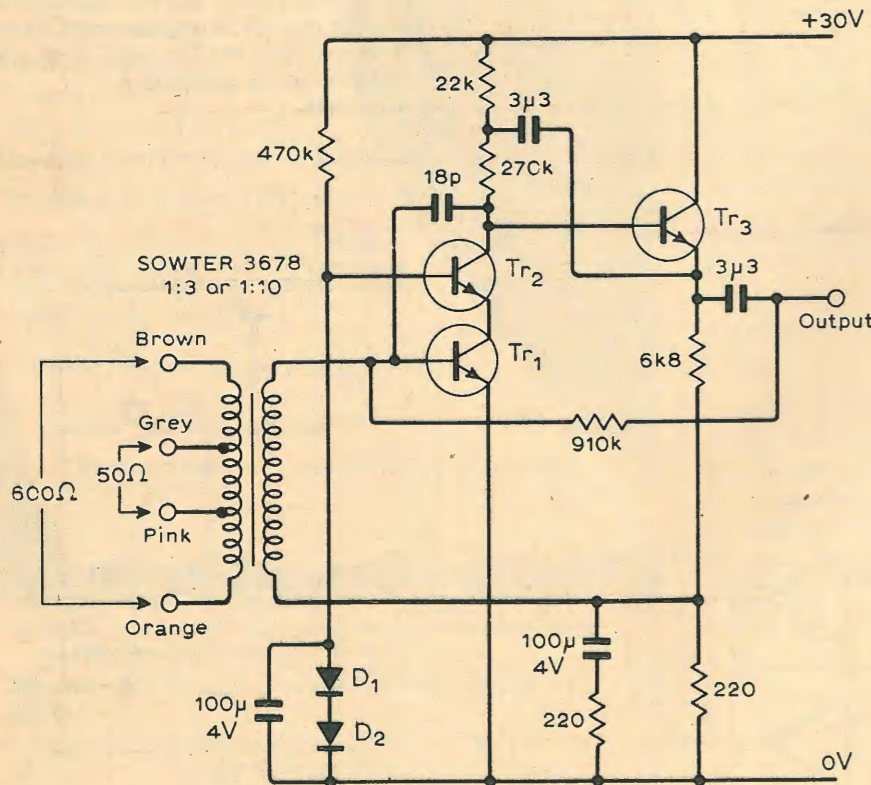 +30V
22k
3μ3
470k
270k
18p
Tr3
SOWTER 3678
1:3 or 1:10
Tr2
3μ3
Output
Brown
Tr1
6k8
Grey
910k
600Ω
50Ω
Pink
Orange
100μ
4V
D1
D2
100μ
4V
220
220
0V